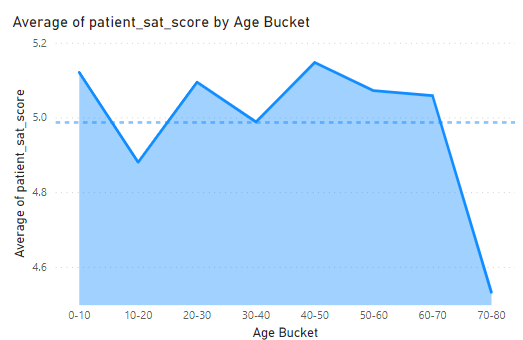 Average of patient_sat_score by Age Bucket
5.2
5.0
4.8
4.6
Average of patient_sat_score
0-10 10-20 20-30 30-40 40-50 50-60 60-70 70-80
Age Bucket